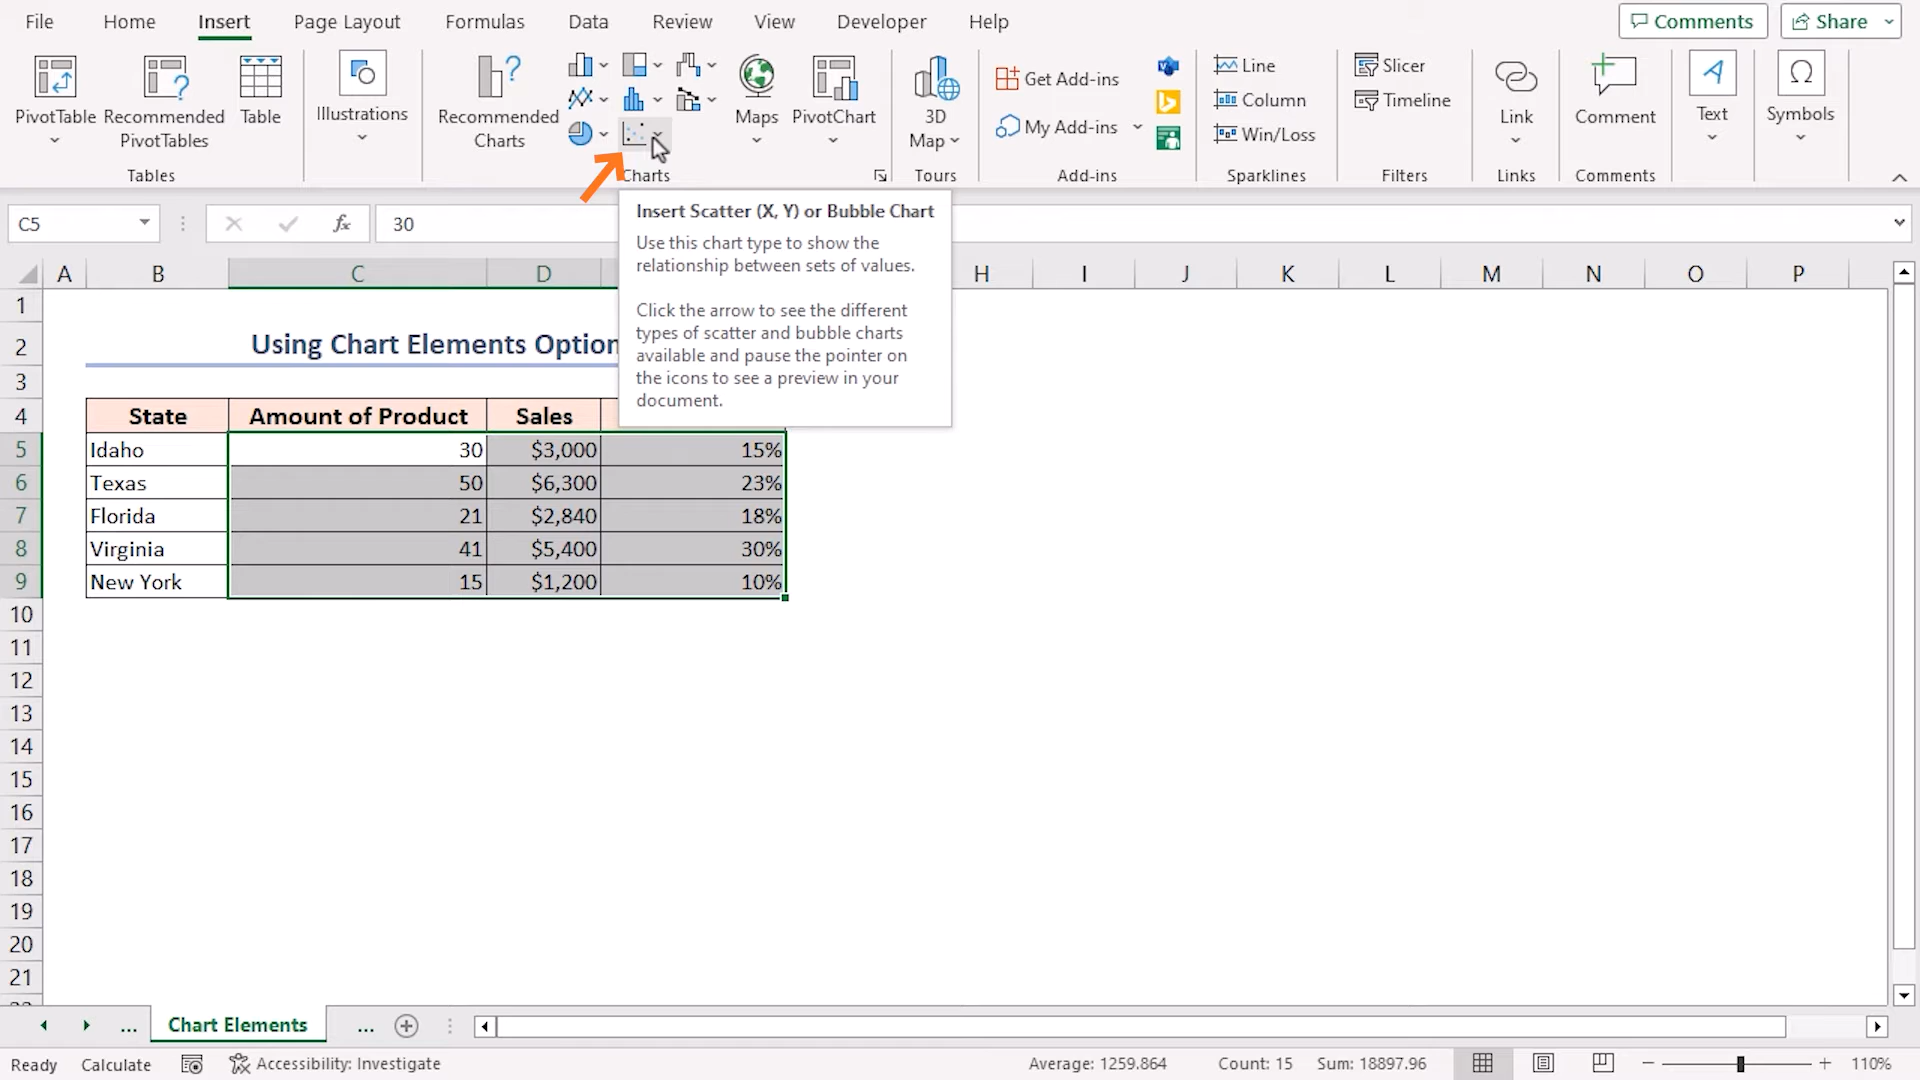 File Home Insert Page Layout Formulas Data Review View Developer Help Comments Share
PivotTable
Recommended
PivotTables
Table
Illustrations
Recommended
Charts
Maps
PivotChart
3D
Map
Get Add-ins
My Add-ins
Line
Column
Win/Loss
Slicer
Timeline
Link
Comment
Text
Symbols
Tables Charts Tours Add-ins Sparklines Filters Links Comments
C5 fx 30
Insert Scatter (X, Y) or Bubble Chart
Use this chart type to show the
relationship between sets of values.
Click the arrow to see the different
types of scatter and bubble charts
available and pause the pointer on
the icons to see a preview in your
document.
A B C D H I J K L M N O P
1
2 Using Chart Elements Option
3
4 State Amount of Product Sales
5 Idaho 30 $3,000 15%
6 Texas 50 $6,300 23%
7 Florida 21 $2,840 18%
8 Virginia 41 $5,400 30%
9 New York 15 $1,200 10%
10
11
12
13
14
15
16
17
18
19
20
21
... Chart Elements ...
Ready Calculate Accessibility: Investigate Average: 1259.864 Count: 15 Sum: 18897.96 110%